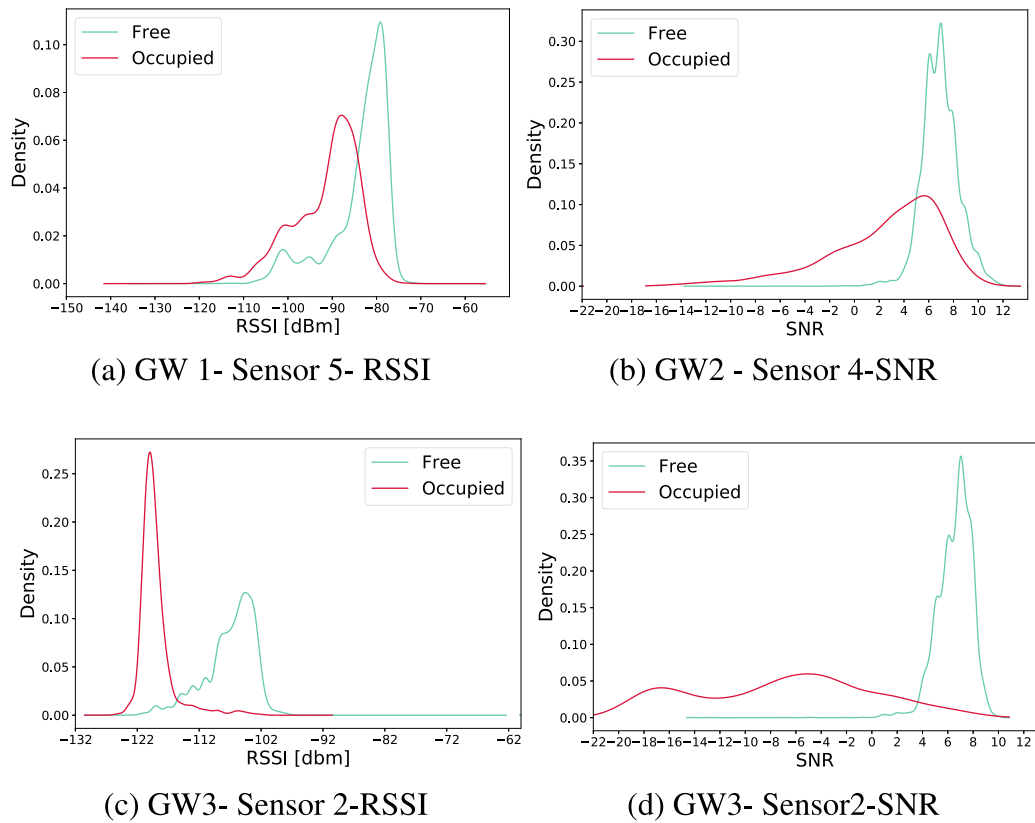 Free
Occupied
0.10
0.08
0.06
0.04
0.02
0.00
Density
−150 −140 −130 −120 −110 −100 −90 −80 −70 −60
RSSI [dBm]
(a) GW 1- Sensor 5- RSSI
Free
Occupied
0.30
0.25
0.20
0.15
0.10
0.05
0.00
Density
−22−20−18−16−14−12−10 −8 −6 −4 −2 0 2 4 6 8 10 12
SNR
(b) GW2 - Sensor 4-SNR
Free
Occupied
0.25
0.20
0.15
0.10
0.05
0.00
Density
−132 −122 −112 −102 −92 −82 −72 −62
RSSI [dbm]
(c) GW3- Sensor 2-RSSI
Free
Occupied
0.35
0.30
0.25
0.20
0.15
0.10
0.05
0.00
Density
−22−20−18−16−14−12−10 −8 −6 −4 −2 0 2 4 6 8 10 12
SNR
(d) GW3- Sensor2-SNR